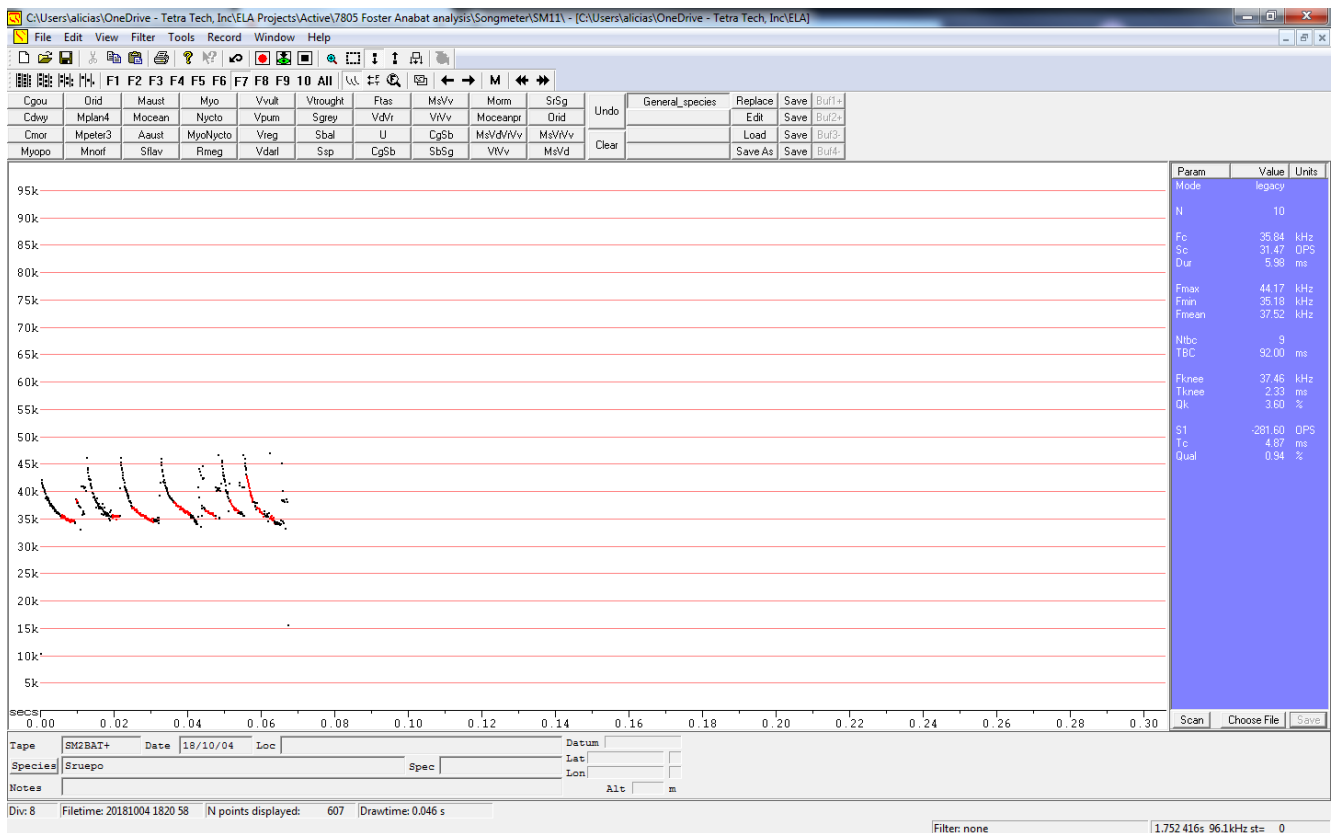 C:\Users\alicias\OneDrive - Tetra Tech, Inc\ELA Projects\Active\7805 Foster Anabat analysis\Songmeter\SM11\ - [C:\Users\alicias\OneDrive - Tetra Tech, Inc\ELA]
File Edit View Filter Tools Record Window Help
F1 F2 F3 F4 F5 F6 F7 F8 F9 10 All M
Cgou Orid Maust Myo Vvult Vtrought Ftas MsVv Morm SrSg Undo General_species Replace Save Buf1+
Cdwy Mplan4 Mocean Nycto Vpum Sgrey VdVr VrVv Moceanpr Orid Edit Save Buf2+
Cmor Mpeter3 Aaust MyoNycto Vreg Sbal U CgSb MsVdVrVv MsVrVv Clear Load Save Buf3-
Myopo Mnorf Sflav Rmeg Vdarl Ssp CgSb SbSg VtVv MsVd Save As Save Buf4-
Param Value Units
Mode legacy
N 10
Fc 35.84 kHz
Sc 31.47 OPS
Dur 5.98 ms
Fmax 44.17 kHz
Fmin 35.18 kHz
Fmean 37.52 kHz
Ntbc 9
TBC 92.00 ms
Fknee 37.46 kHz
Tknee 2.33 ms
Qk 3.60 %
S1 -281.60 OPS
Tc 4.87 ms
Qual 0.94 %
95k
90k
85k
80k
75k
70k
65k
60k
55k
50k
45k
40k
35k
30k
25k
20k
15k
10k
5k
secs
0.00 0.02 0.04 0.06 0.08 0.10 0.12 0.14 0.16 0.18 0.20 0.22 0.24 0.26 0.28 0.30
Scan Choose File Save
Tape SM2BAT+ Date 18/10/04 Loc Datum
Species Sruepo Spec Lat
Lon
Notes Alt m
Div: 8 Filetime: 20181004 1820 58 N points displayed: 607 Drawtime: 0.046 s
Filter: none 1.752 416s 96.1kHz st= 0